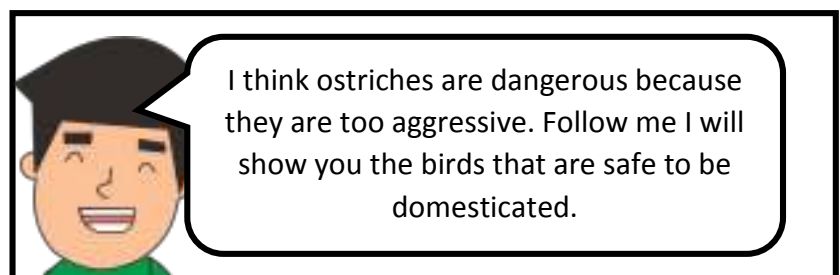 I think ostriches are dangerous because
they are too aggressive. Follow me I will
show you the birds that are safe to be
domesticated.